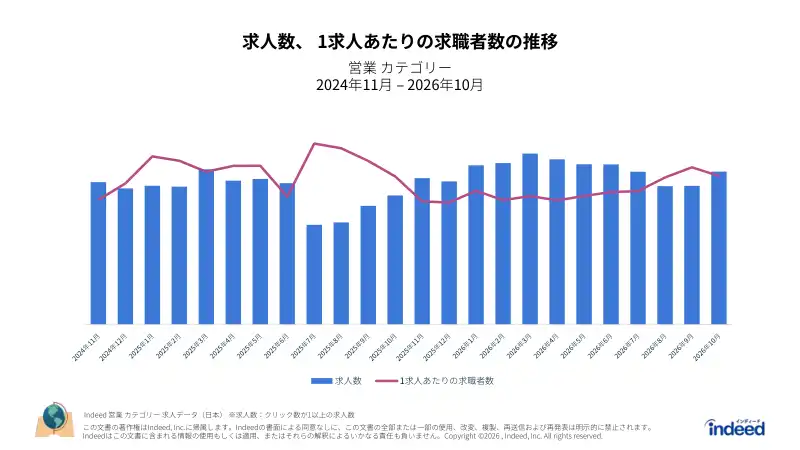 求人数、 1求人あたりの求職者数の推移
営業 カテゴリー
2024年11月 – 2026年10月
2024年11月
2024年12月
2025年1月
2025年2月
2025年3月
2025年4月
2025年5月
2025年6月
2025年7月
2025年8月
2025年9月
2025年10月
2025年11月
2025年12月
2026年1月
2026年2月
2026年3月
2026年4月
2026年5月
2026年6月
2026年7月
2026年8月
2026年9月
2026年10月
求人数 1求人あたりの求職者数
Indeed 営業 カテゴリー 求人データ（日本） ※求人数：クリック数が1以上の求人数
この文書の著作権はIndeed, Inc.に帰属します。Indeedの書面による同意なしに、この文書の全部または一部の使用、改変、複製、再送信および再発表は明示的に禁止されます。
Indeedはこの文書に含まれる情報の使用もしくは適用、またはそれらの解釈によるいかなる責任も負いません。Copyright ©2026 , Indeed, Inc. All rights reserved.
インディード
indeed